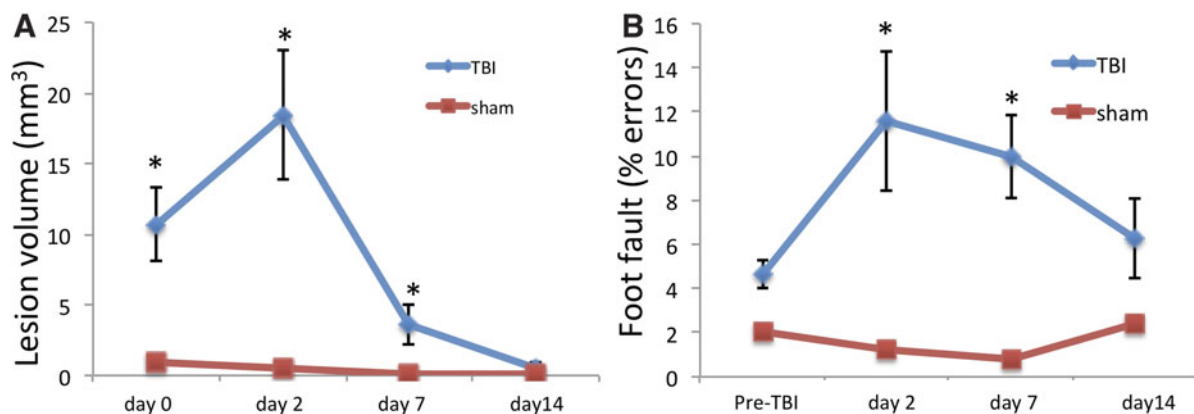 A
Lesion volume (mm³)
25
20
15
10
5
0
*
*
*
TBI
sham
day 0
day 2
day 7
day14
B
Foot fault (% errors)
16
14
12
10
8
6
4
2
0
*
*
TBI
sham
Pre-TBI
day 2
day 7
day14